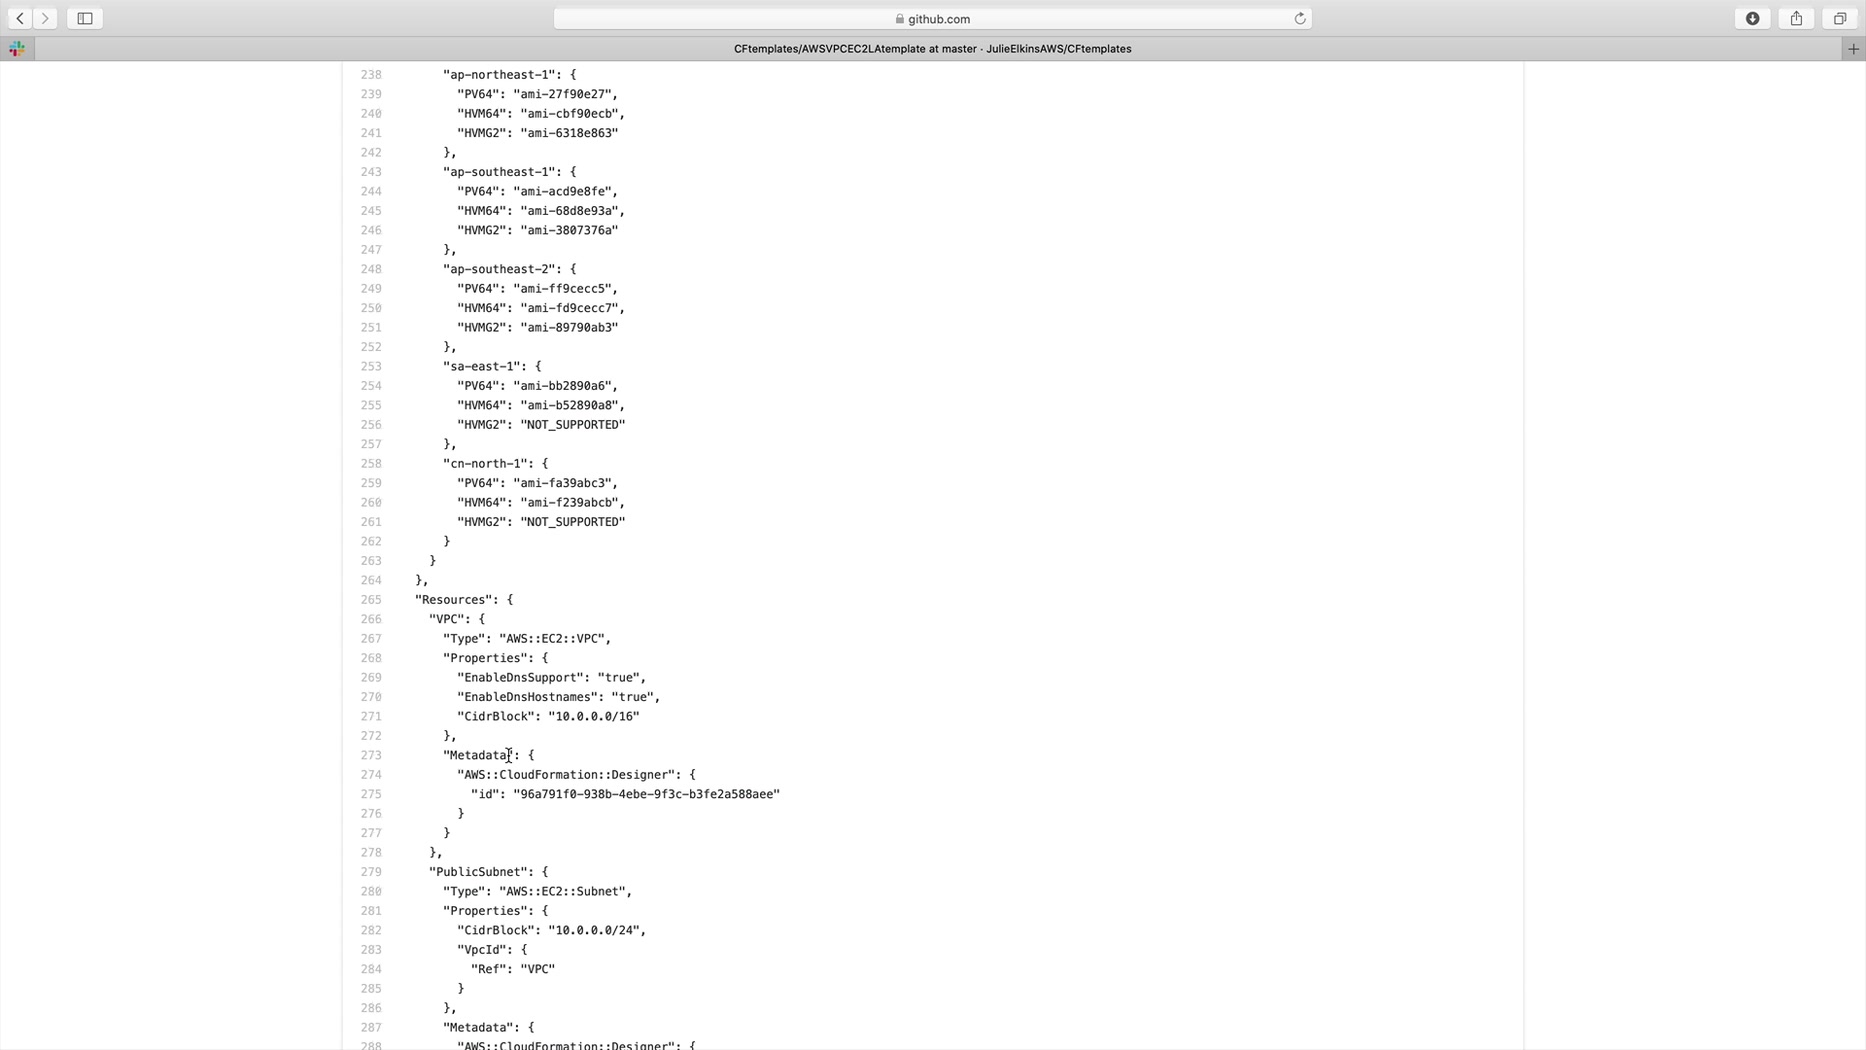 github.com
CFtemplates/AWSVPCEC2LAtemplate at master · JulieElkinsAWS/CFtemplates
238 "ap-northeast-1": {
239 "PV64": "ami-27f90e27",
240 "HVM64": "ami-cbf90ecb",
241 "HVMG2": "ami-6318e863"
242 },
243 "ap-southeast-1": {
244 "PV64": "ami-acd9e8fe",
245 "HVM64": "ami-68d8e93a",
246 "HVMG2": "ami-3807376a"
247 },
248 "ap-southeast-2": {
249 "PV64": "ami-ff9cecc5",
250 "HVM64": "ami-fd9cecc7",
251 "HVMG2": "ami-89790ab3"
252 },
253 "sa-east-1": {
254 "PV64": "ami-bb2890a6",
255 "HVM64": "ami-b52890a8",
256 "HVMG2": "NOT_SUPPORTED"
257 },
258 "cn-north-1": {
259 "PV64": "ami-fa39abc3",
260 "HVM64": "ami-f239abcb",
261 "HVMG2": "NOT_SUPPORTED"
262 }
263 }
264 },
265 "Resources": {
266 "VPC": {
267 "Type": "AWS::EC2::VPC",
268 "Properties": {
269 "EnableDnsSupport": "true",
270 "EnableDnsHostnames": "true",
271 "CidrBlock": "10.0.0.0/16"
272 },
273 "Metadata": {
274 "AWS::CloudFormation::Designer": {
275 "id": "96a791f0-938b-4ebe-9f3c-b3fe2a588aee"
276 }
277 }
278 },
279 "PublicSubnet": {
280 "Type": "AWS::EC2::Subnet",
281 "Properties": {
282 "CidrBlock": "10.0.0.0/24",
283 "VpcId": {
284 "Ref": "VPC"
285 }
286 },
287 "Metadata": {
288 "AWS::CloudFormation::Designer": {